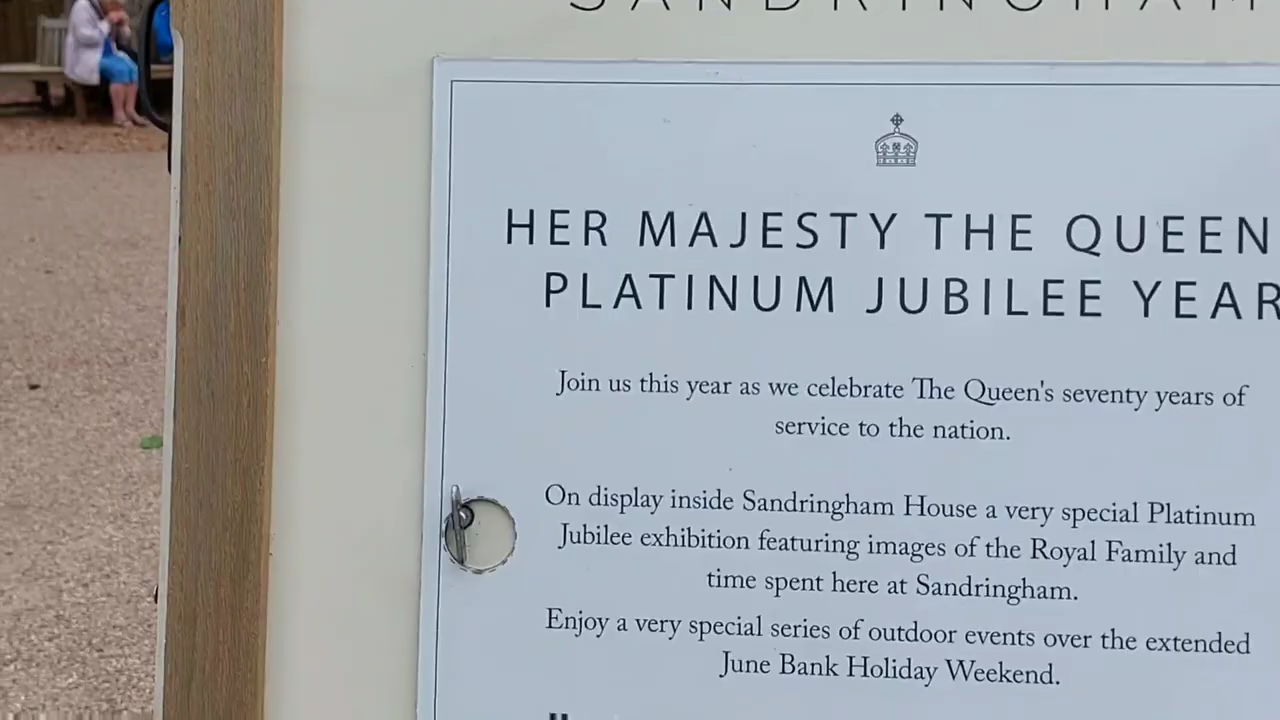 SANDRINGHAM
HER MAJESTY THE QUEEN
PLATINUM JUBILEE YEAR
Join us this year as we celebrate The Queen's seventy years of
service to the nation.
On display inside Sandringham House a very special Platinum
Jubilee exhibition featuring images of the Royal Family and
time spent here at Sandringham.
Enjoy a very special series of outdoor events over the extended
June Bank Holiday Weekend.